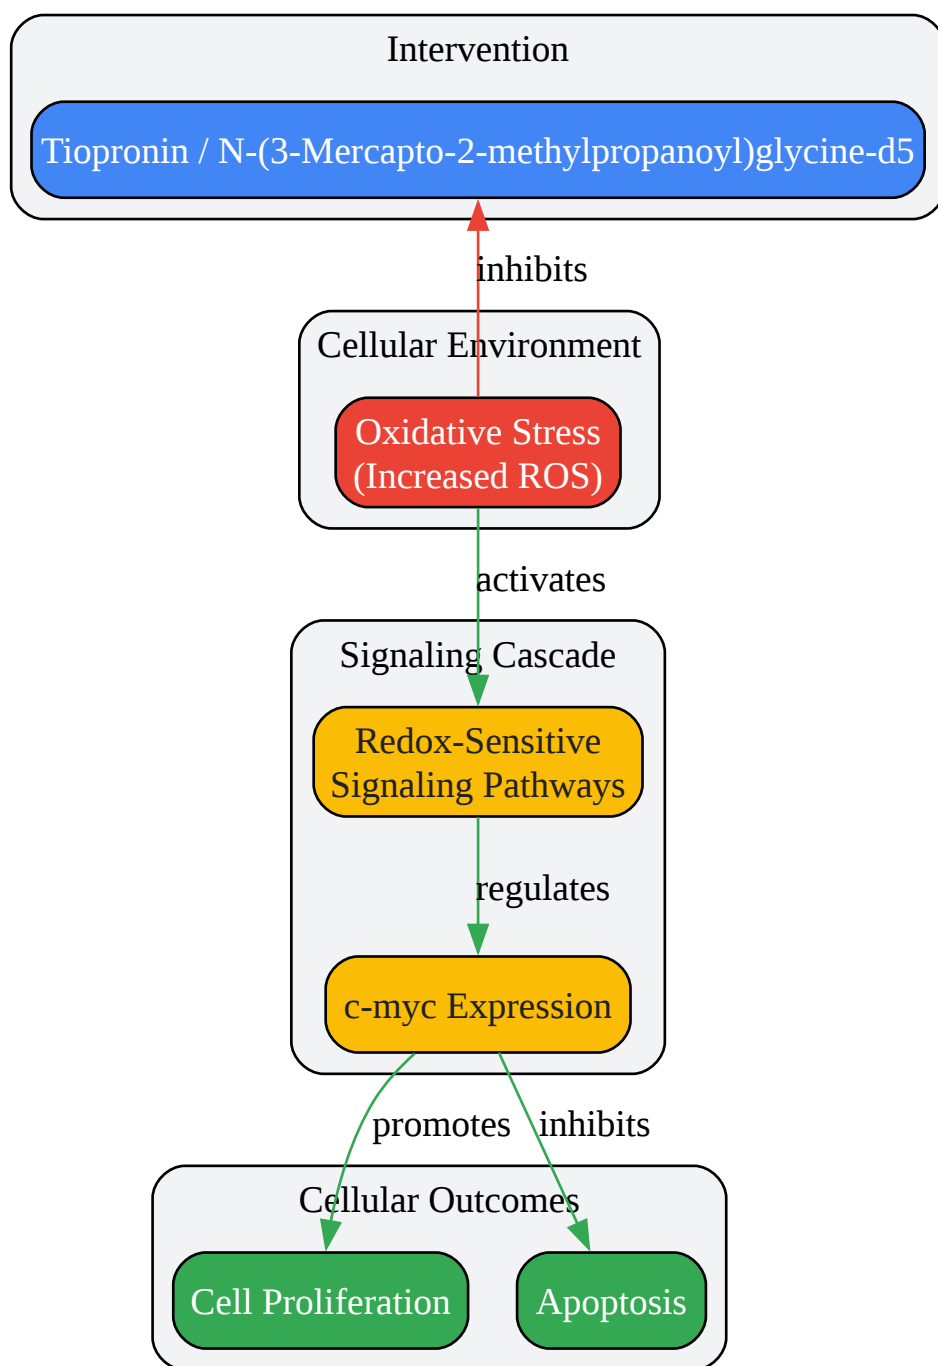 Intervention
Tiopronin / N-(3-Mercapto-2-methylpropanoyl)glycine-d5
inhibits
Cellular Environment
Oxidative Stress
(Increased ROS)
activates
Signaling Cascade
Redox-Sensitive
Signaling Pathways
regulates
c-myc Expression
promotes
inhibits
Cellular Outcomes
Cell Proliferation
Apoptosis